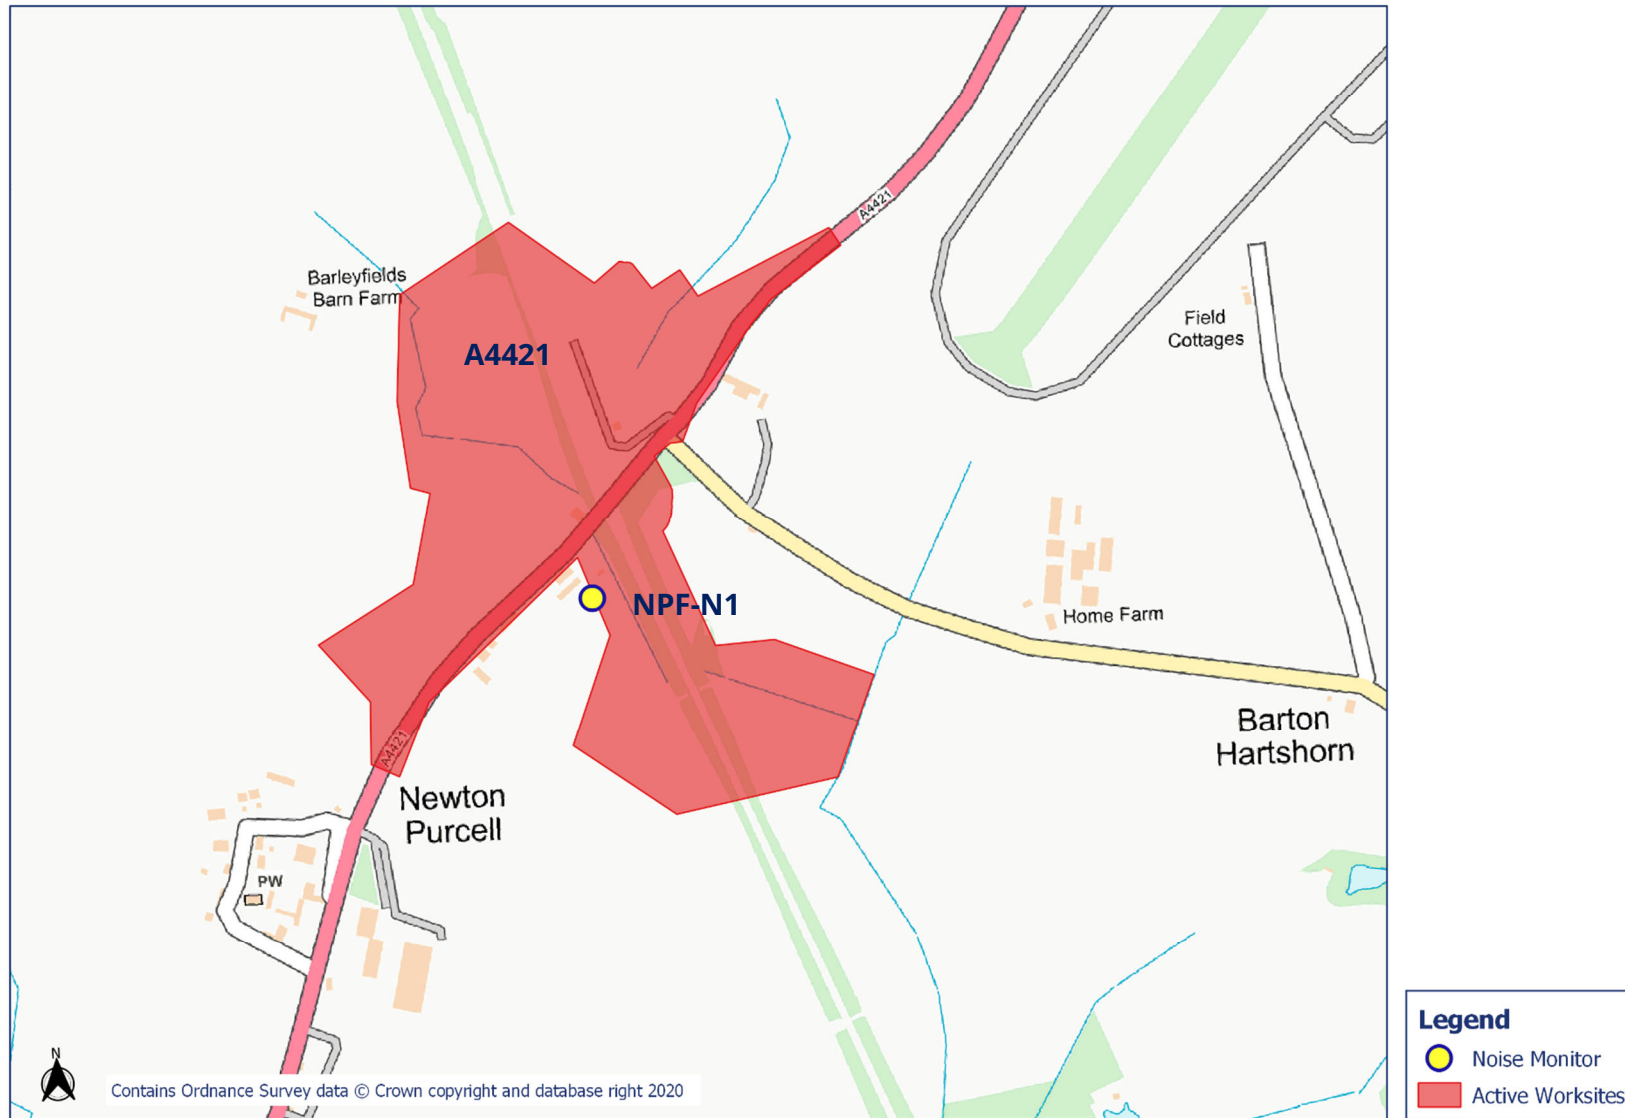 A4421
Barleyfields
Barn Farm
A4421
Field
Cottages
NPF-N1
Home Farm
Barton
Hartshorn
A4421
Newton
Purcell
PW
N
Contains Ordnance Survey data © Crown copyright and database right 2020
Legend
Noise Monitor
Active Worksites